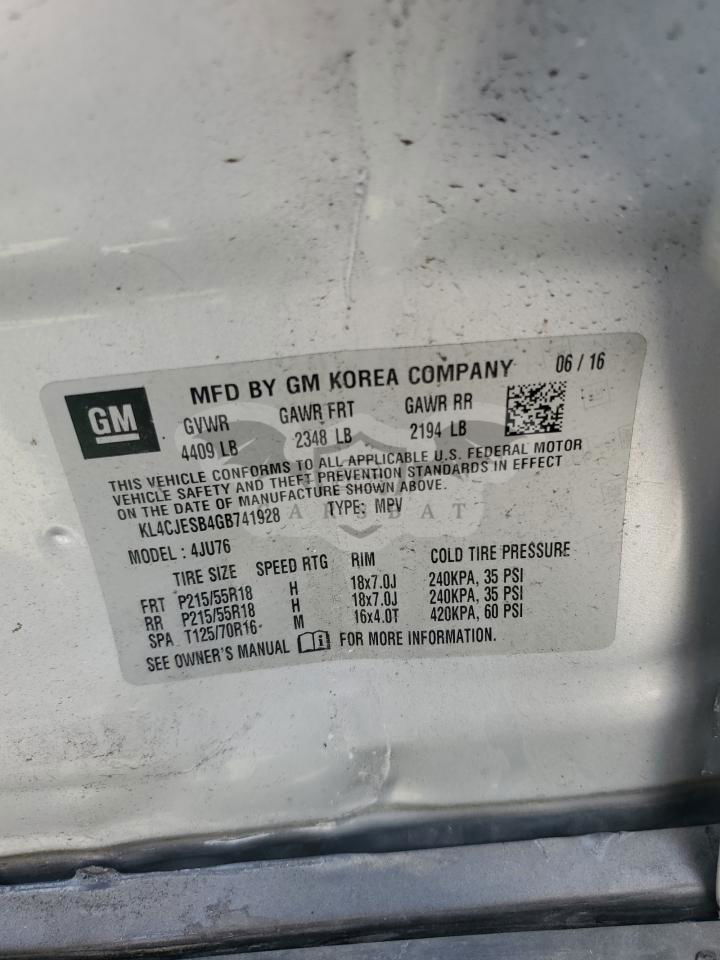 GM
MFD BY GM KOREA COMPANY 06 / 16
GVWR GAWR FRT GAWR RR
4409 LB 2348 LB 2194 LB
THIS VEHICLE CONFORMS TO ALL APPLICABLE U.S. FEDERAL MOTOR
VEHICLE SAFETY AND THEFT PREVENTION STANDARDS IN EFFECT
ON THE DATE OF MANUFACTURE SHOWN ABOVE.
KL4CJESB4GB741928 TYPE: MPV
MODEL : 4JU76
TIRE SIZE SPEED RTG RIM COLD TIRE PRESSURE
FRT P215/55R18 H 18x7.0J 240KPA, 35 PSI
RR P215/55R18 H 18x7.0J 240KPA, 35 PSI
SPA T125/70R16 M 16x4.0T 420KPA, 60 PSI
SEE OWNER'S MANUAL FOR MORE INFORMATION.